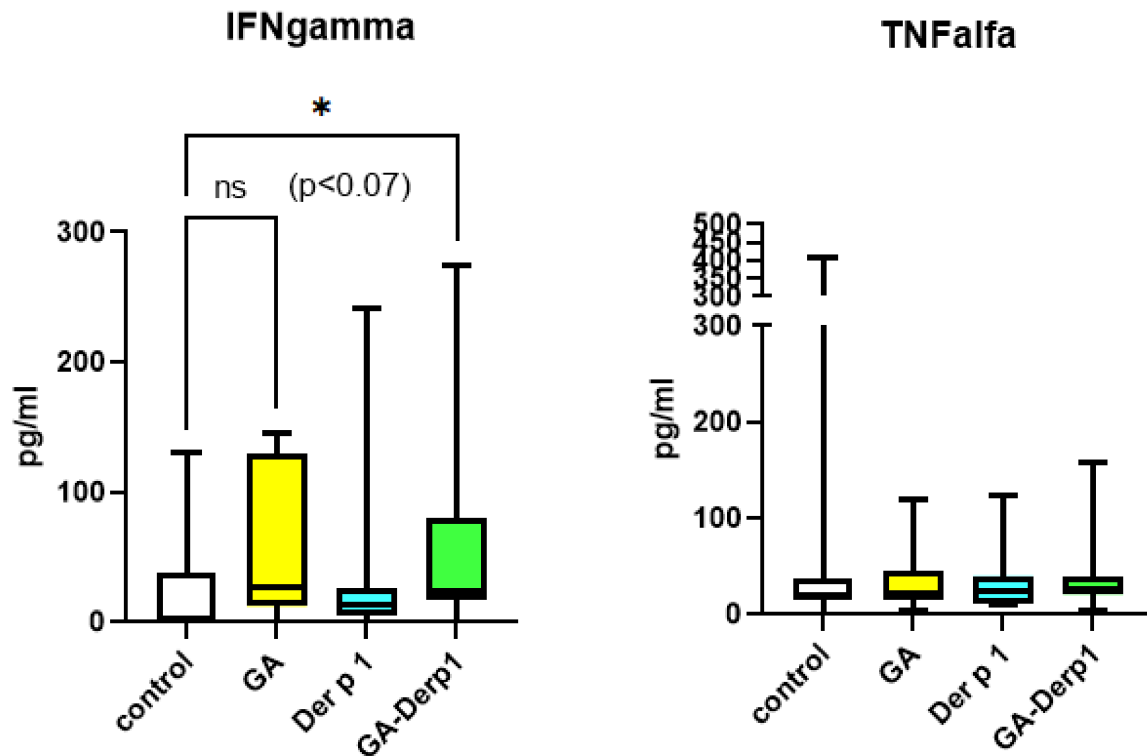 IFNgamma
*
ns (p<0.07)
300
200
100
0
pg/ml
control
GA
Der p 1
GA-Derp1
TNFalfa
500
450
400
350
300
300
200
100
0
pg/ml
control
GA
Der p 1
GA-Derp1